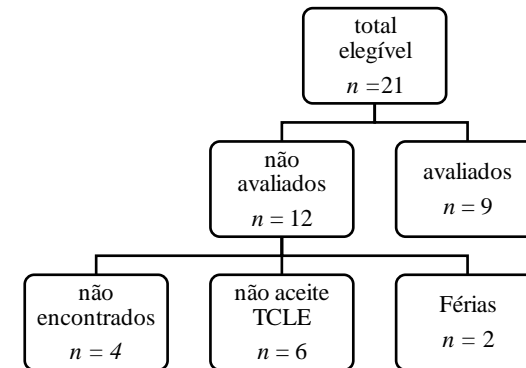 total
elegível
n =21
não
avaliados
n = 12
avaliados
n = 9
não
encontrados
n = 4
não aceite
TCLE
n = 6
Férias
n = 2